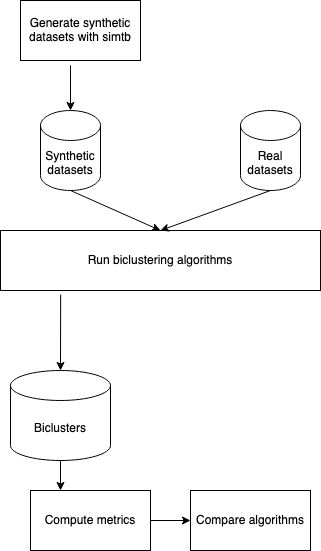 Generate synthetic
datasets with simtb
Synthetic
datasets
Real
datasets
Run biclustering algorithms
Biclusters
Compute metrics
Compare algorithms